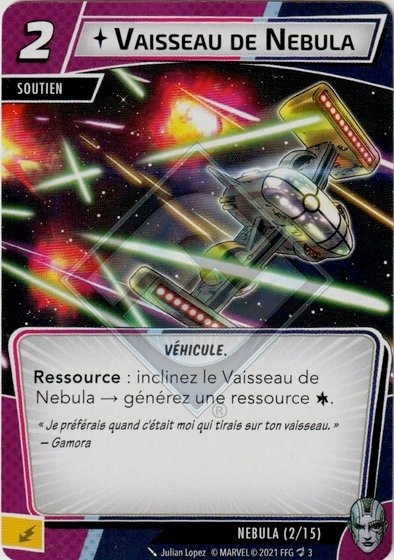 2
VAISSEAU DE NEBULA
SOUTIEN
VÉHICULE.
Ressource : inclinez le Vaisseau de
Nebula → générez une ressource ✶.
« Je préférais quand c'était moi qui tirais sur ton vaisseau. »
– Gamora
®
NEBULA (2/15)
Julian Lopez © MARVEL © 2021 FFG 3